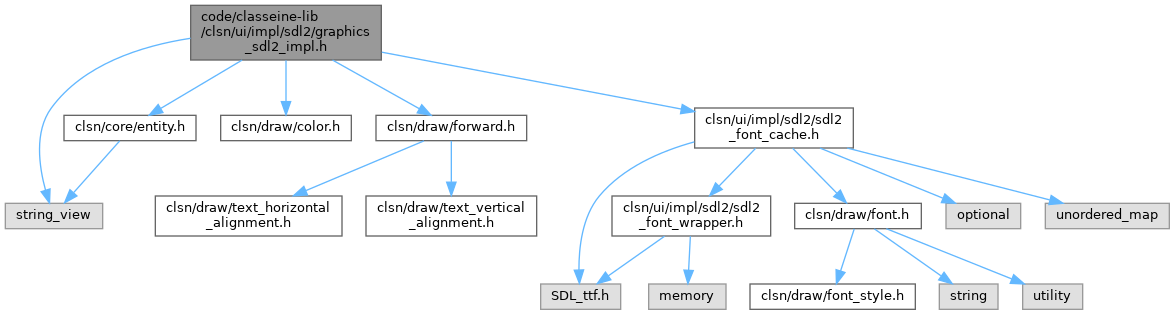 code/classeine-lib
/clsn/ui/impl/sdl2/graphics
_sdl2_impl.h
clsn/core/entity.h
clsn/draw/color.h
clsn/draw/forward.h
clsn/ui/impl/sdl2/sdl2
_font_cache.h
string_view
clsn/draw/text_horizontal
_alignment.h
clsn/draw/text_vertical
_alignment.h
clsn/ui/impl/sdl2/sdl2
_font_wrapper.h
clsn/draw/font.h
optional
unordered_map
SDL_ttf.h
memory
clsn/draw/font_style.h
string
utility